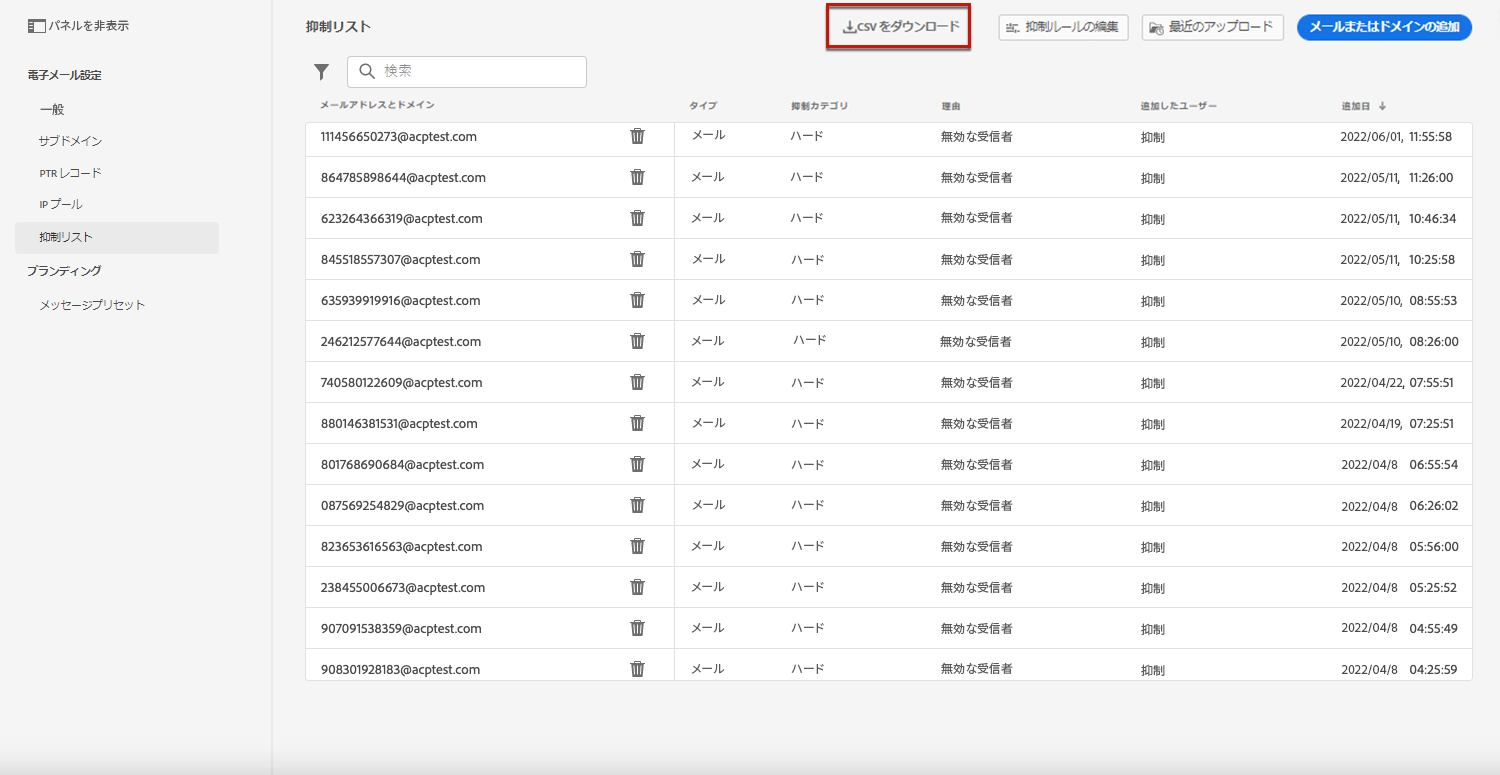 パネルを非表示
電子メール設定
一般
サブドメイン
PTR レコード
IP プール
抑制リスト
ブランディング
メッセージプリセット
抑制リスト
CSV をダウンロード
抑制ルールの編集
最近のアップロード
メールまたはドメインの追加
検索
メールアドレスとドメイン タイプ 抑制カテゴリ 理由 追加したユーザー 追加日 ↓
111456650273@acptest.com メール ハード 無効な受信者 抑制 2022/06/01, 11:55:58
864785898644@acptest.com メール ハード 無効な受信者 抑制 2022/05/11, 11:26:00
623264366319@acptest.com メール ハード 無効な受信者 抑制 2022/05/11, 10:46:34
845518557307@acptest.com メール ハード 無効な受信者 抑制 2022/05/11, 10:25:58
635939919916@acptest.com メール ハード 無効な受信者 抑制 2022/05/10, 08:55:53
246212577644@acptest.com メール ハード 無効な受信者 抑制 2022/05/10, 08:26:00
740580122609@acptest.com メール ハード 無効な受信者 抑制 2022/04/22, 07:55:51
880146381531@acptest.com メール ハード 無効な受信者 抑制 2022/04/19, 07:25:51
801768690684@acptest.com メール ハード 無効な受信者 抑制 2022/04/8 06:55:54
087569254829@acptest.com メール ハード 無効な受信者 抑制 2022/04/8 06:26:02
823653616563@acptest.com メール ハード 無効な受信者 抑制 2022/04/8 05:56:00
238455006673@acptest.com メール ハード 無効な受信者 抑制 2022/04/8 05:25:52
907091538359@acptest.com メール ハード 無効な受信者 抑制 2022/04/8 04:55:49
908301928183@acptest.com メール ハード 無効な受信者 抑制 2022/04/8 04:25:59